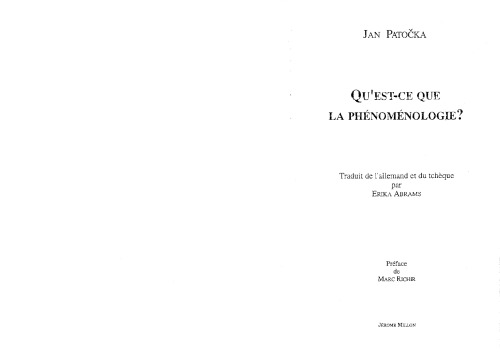 JAN PATOČKA
QU'EST-CE QUE
LA PHÉNOMÉNOLOGIE?
Traduit de l'allemand et du tchèque
par
ERIKA ABRAMS
Préface
de
MARC RICHIR
JÉRÔME MILLON